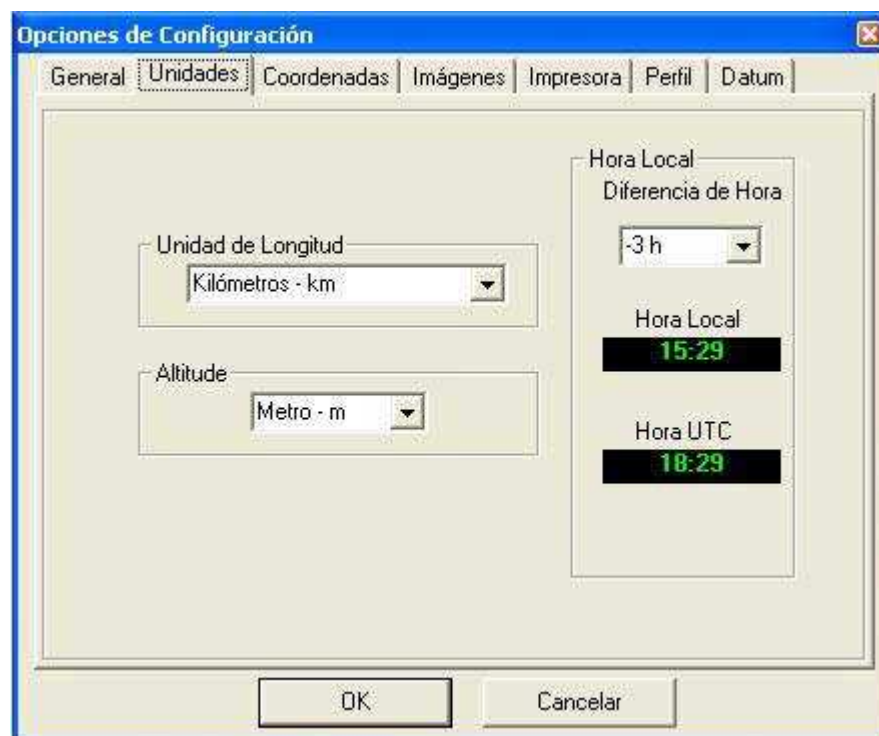 Opciones de Configuración
General Unidades Coordenadas Imágenes Impresora Perfil Datum
Unidad de Longitud
Kilómetros - km
Altitude
Metro - m
Hora Local
Diferencia de Hora
-3 h
Hora Local
15:29
Hora UTC
18:29
OK Cancelar